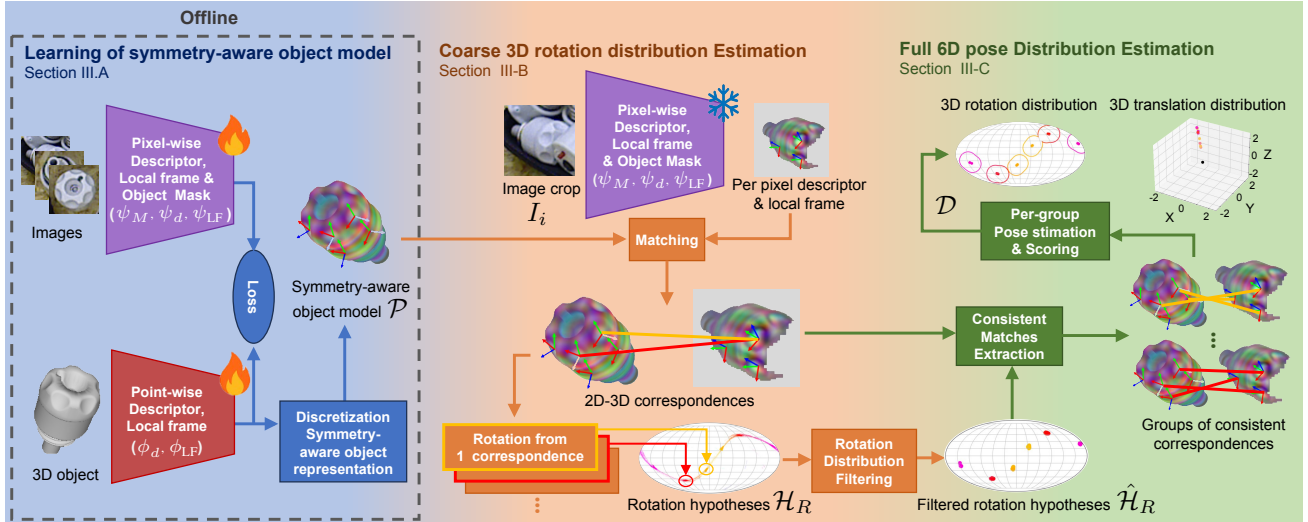 Offline
Learning of symmetry-aware object model
Section III.A
Pixel-wise
Descriptor,
Local frame &
Object Mask
(ψ_M, ψ_d, ψ_LF)
Images
Loss
Symmetry-aware
object model 𝒫
Point-wise
Descriptor,
Local frame
(ϕ_d, ϕ_LF)
3D object
Discretization
Symmetry-
aware object
representation
Coarse 3D rotation distribution Estimation
Section III-B
Pixel-wise
Descriptor,
Local frame
& Object Mask
(ψ_M, ψ_d, ψ_LF)
Image crop
I_i
Per pixel descriptor
& local frame
Matching
2D-3D correspondences
Rotation from
1 correspondence
Rotation hypotheses ℋ_R
Rotation
Distribution
Filtering
Full 6D pose Distribution Estimation
Section III-C
3D rotation distribution
3D translation distribution
2
0
-2
Z
2
0
-2
Y
-2
0
2
X
𝒟
Per-group
Pose stimation
& Scoring
Consistent
Matches
Extraction
Groups of consistent
correspondences
Filtered rotation hypotheses ℋ̂_R